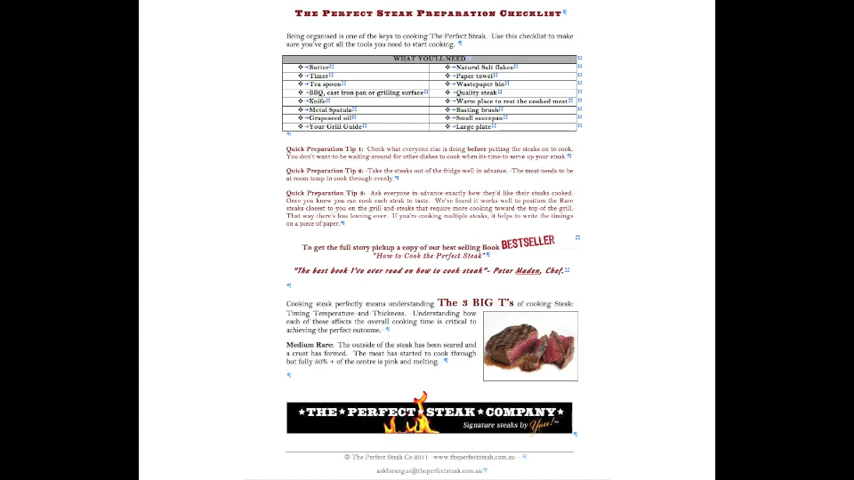 The Perfect Steak Preparation Checklist
Being organised is one of the keys to cooking The Perfect Steak. Use this checklist to make
sure you've got all the tools you need to start cooking.
WHAT YOU'LL NEED
Butter
Natural Salt flakes
Timer
Paper towel
Tea spoon
Wastepaper bin
BBQ, cast iron pan or grilling surface
Quality steak
Knife
Warm place to rest the cooked meat
Metal Spatula
Basting brush
Grapeseed oil
Small saucepan
Your Grill Guide
Large plate
Quick Preparation Tip 1: Check what everyone else is doing before putting the steaks on to cook.
You don't want to be waiting around for other dishes to cook when its time to serve up your steak.
Quick Preparation Tip 2: Take the steaks out of the fridge well in advance. The meat needs to be
at room temp to cook through evenly.
Quick Preparation Tip 3: Ask everyone in advance exactly how they'd like their steaks cooked.
Once you know you can cook each steak to taste. We've found it works well to position the Rare
steaks closest to you on the grill and steaks that require more cooking toward the top of the grill.
That way there's less leaning over. If you're cooking multiple steaks, it helps to write the timings
on a piece of paper.
To get the full story pickup a copy of our best selling Book BESTSELLER
"How to Cook the Perfect Steak"
"The best book I've ever read on how to cook steak"- Peter Maden, Chef.
Cooking steak perfectly means understanding The 3 BIG T's of cooking Steak:
Timing Temperature and Thickness. Understanding how
each of these affects the overall cooking time is critical to
achieving the perfect outcome.
Medium Rare: The outside of the steak has been seared and
a crust has formed. The meat has started to cook through
but fully 50% + of the centre is pink and melting.
THE PERFECT STEAK COMPANY
Signature steaks by You!™
© The Perfect Steak Co 2011 www.theperfectsteak.com.au
askforangus@theperfectsteak.com.au